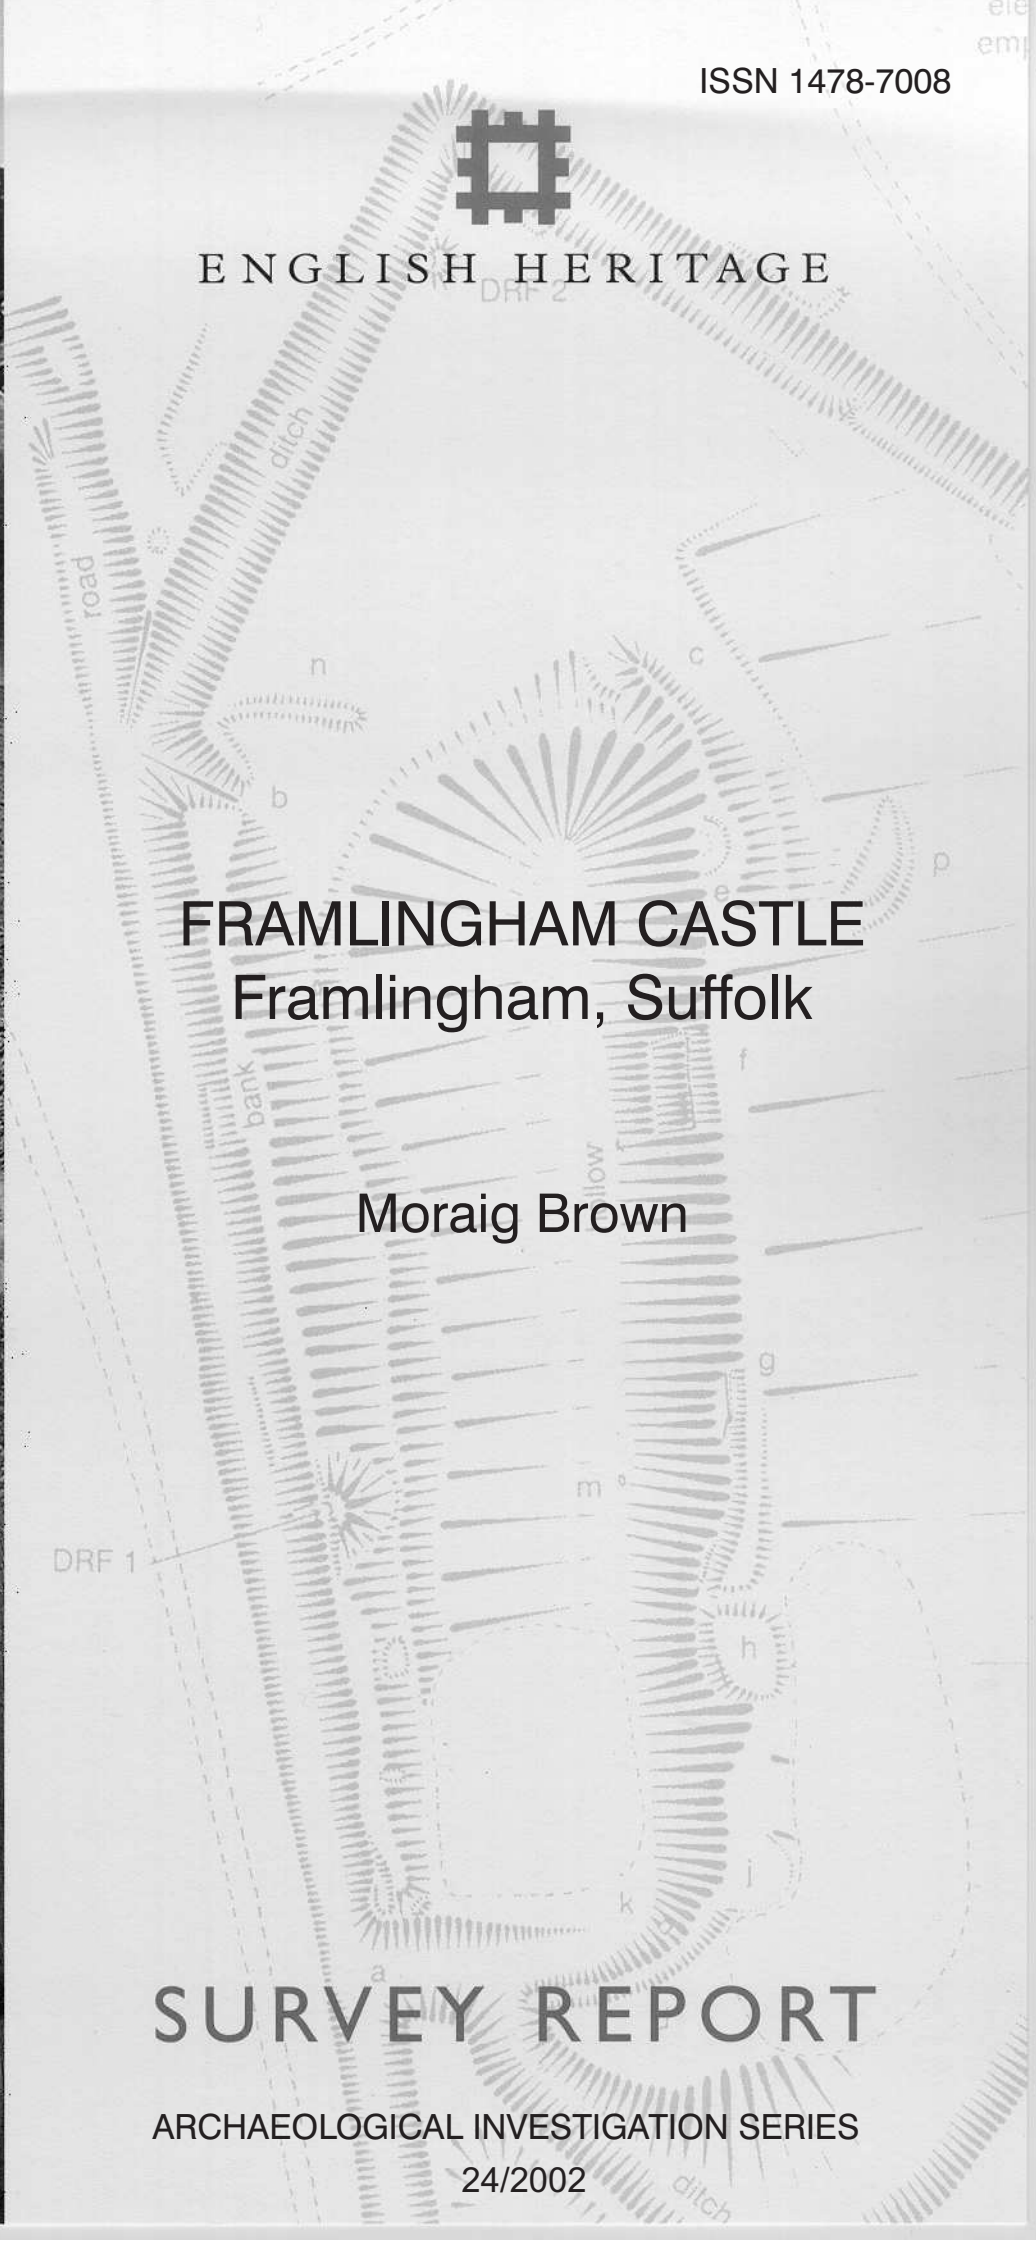 ele
ISSN 1478-7008
ENGLISH HERITAGE
DRF 2
ditch
road
n
c
b
p
e
FRAMLINGHAM CASTLE
Framlingham, Suffolk
f
bank
Moraig Brown
g
m
DRF 1
h
j
k
a
SURVEY REPORT
ARCHAEOLOGICAL INVESTIGATION SERIES
24/2002
ditch